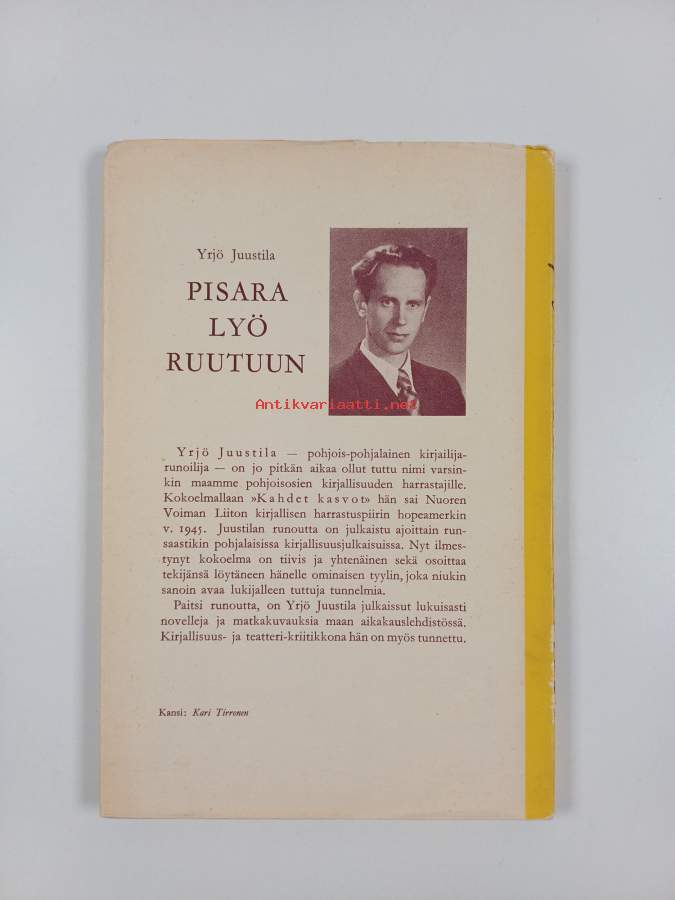 Yrjö Juustila
PISARA
LYÖ
RUUTUUN
Antikvariaatti.net
Yrjö Juustila — pohjois-pohjalainen kirjailija-
runoilija — on jo pitkän aikaa ollut tuttu nimi varsin-
kin maamme pohjoisosien kirjallisuuden harrastajille.
Kokoelmallaan »Kahdet kasvot» hän sai Nuoren
Voiman Liiton kirjallisen harrastuspiirin hopeamerkin
v. 1945. Juustilan runoutta on julkaistu ajoittain run-
saastikin pohjalaisissa kirjallisuusjulkaisuissa. Nyt ilmes-
tynyt kokoelma on tiivis ja yhtenäinen sekä osoittaa
tekijänsä löytäneen hänelle ominaisen tyylin, joka niukin
sanoin avaa lukijalleen tuttuja tunnelmia.
Paitsi runoutta, on Yrjö Juustila julkaissut lukuisasti
novelleja ja matkakuvauksia maan aikakauslehdistössä.
Kirjallisuus- ja teatteri-kriitikkona hän on myös tunnettu.
Kansi: Kari Tirronen